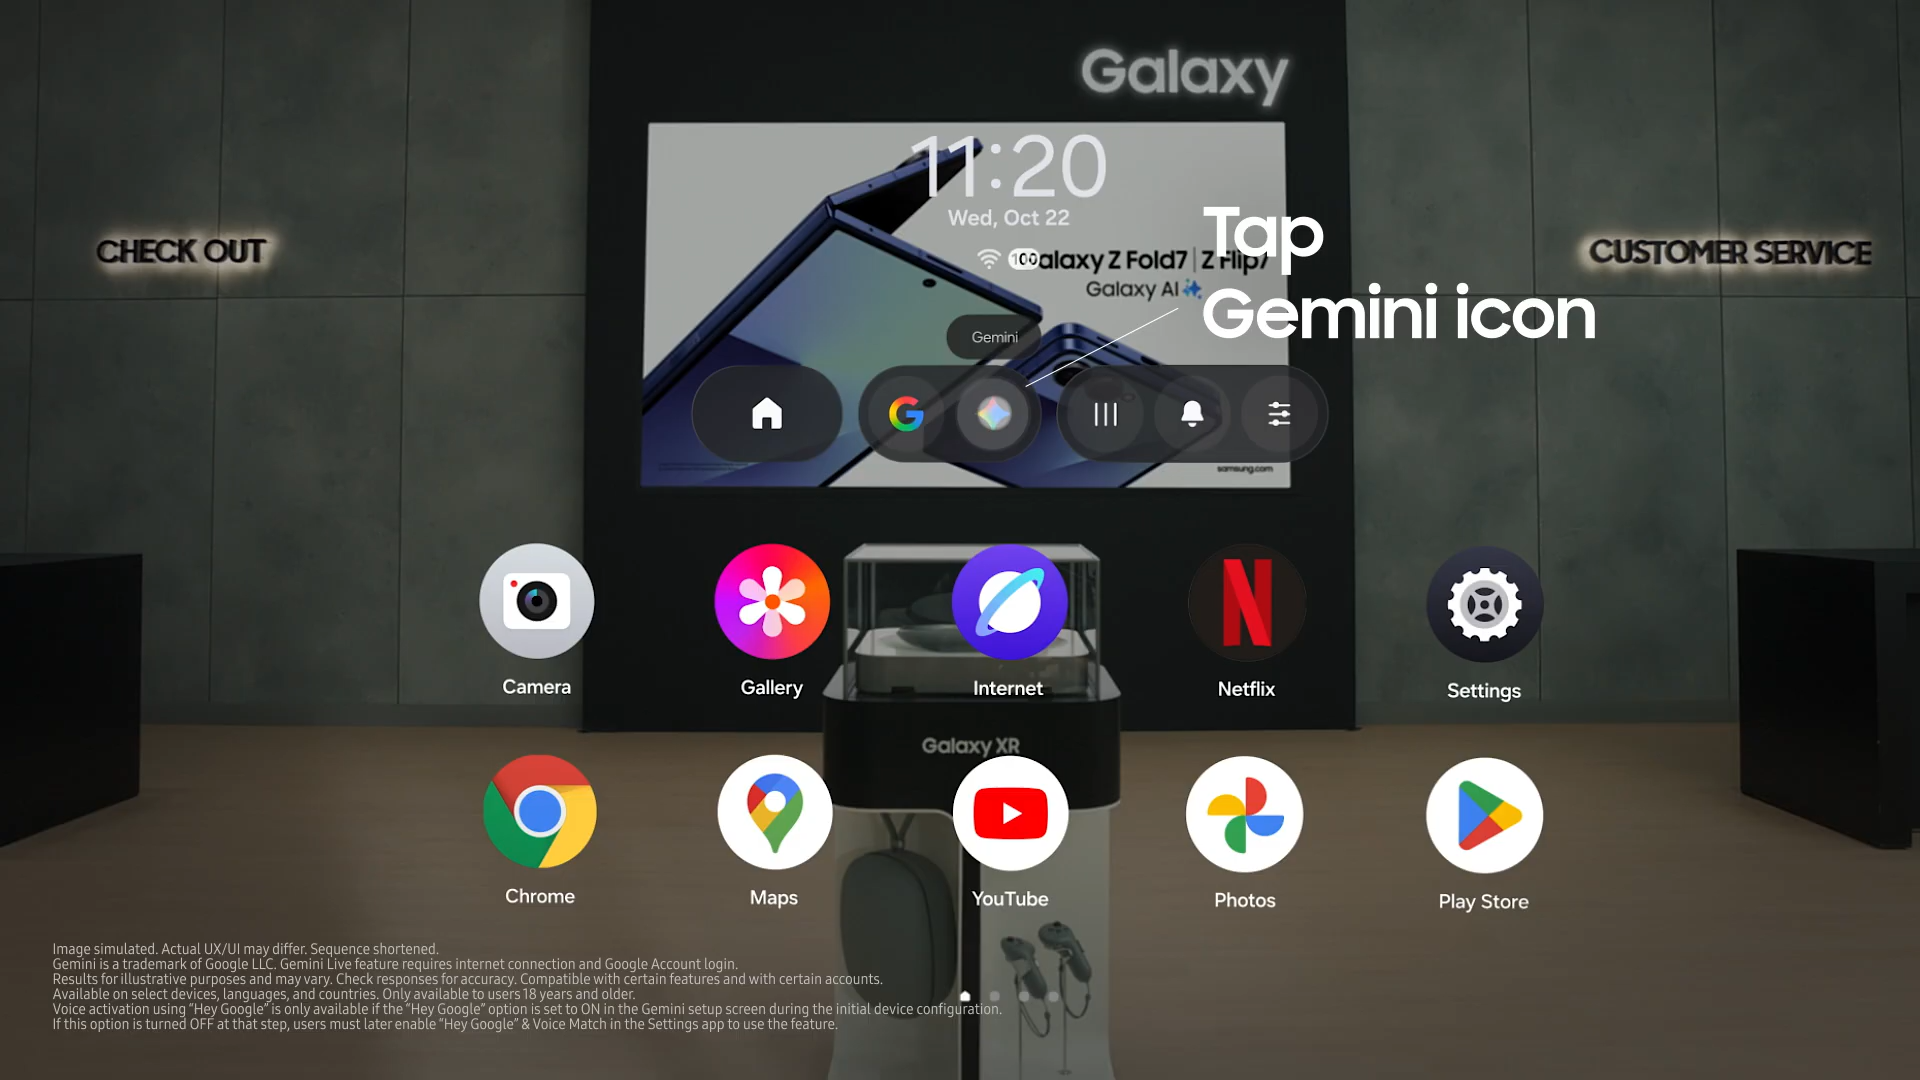 Galaxy
11:20
Wed, Oct 22
100
Galaxy Z Fold7 | Z Flip7
Galaxy AI
Tap
Gemini icon
CHECK OUT
CUSTOMER SERVICE
Gemini
samsung.com
Camera
Gallery
Internet
Netflix
Settings
Galaxy XR
Chrome
Maps
YouTube
Photos
Play Store
Image simulated. Actual UX/UI may differ. Sequence shortened.
Gemini is a trademark of Google LLC. Gemini Live feature requires internet connection and Google Account login.
Results for illustrative purposes and may vary. Check responses for accuracy. Compatible with certain features and with certain accounts.
Available on select devices, languages, and countries. Only available to users 18 years and older.
Voice activation using “Hey Google” is only available if the “Hey Google” option is set to ON in the Gemini setup screen during the initial device configuration.
If this option is turned OFF at that step, users must later enable “Hey Google” & Voice Match in the Settings app to use the feature.